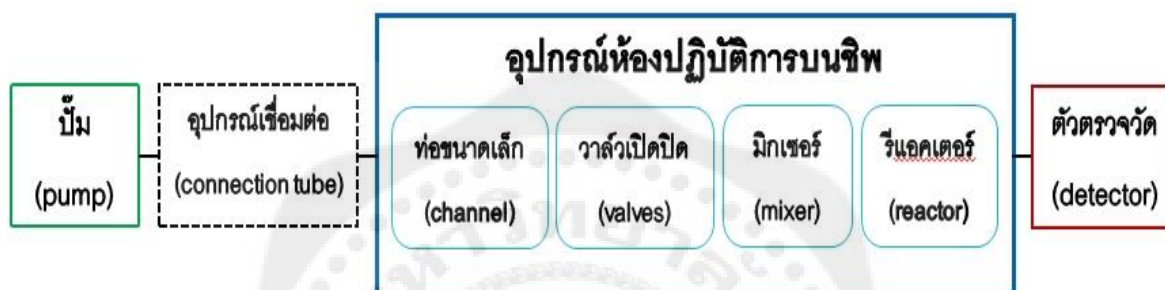 อุปกรณ์ห้องปฏิบัติการบนชิพ
ปั๊ม
(pump)
อุปกรณ์เชื่อมต่อ
(connection tube)
ท่อขนาดเล็ก
(channel)
วาล์วเปิดปิด
(valves)
มิกเซอร์
(mixer)
รีแอคเตอร์
(reactor)
ตัวตรวจวัด
(detector)